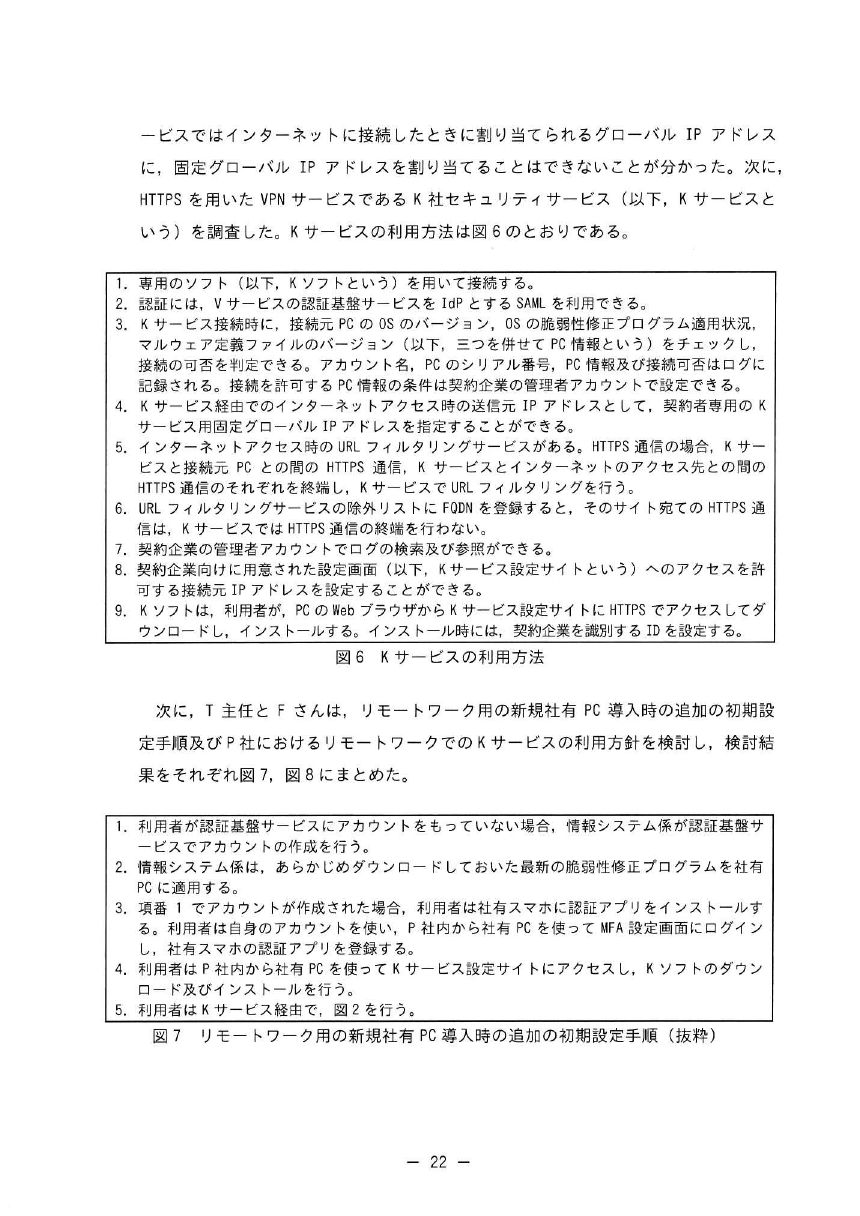 ービスではインターネットに接続したときに割り当てられるグローバル IP アドレス
に，固定グローバル IP アドレスを割り当てることはできないことが分かった。次に，
HTTPS を用いた VPN サービスである K 社セキュリティサービス（以下，K サービスと
いう）を調査した。K サービスの利用方法は図 6 のとおりである。
1. 専用のソフト（以下，K ソフトという）を用いて接続する。
2. 認証には，V サービスの認証基盤サービスを IdP とする SAML を利用できる。
3. K サービス接続時に，接続元 PC の OS のバージョン，OS の脆弱性修正プログラム適用状況，
マルウェア定義ファイルのバージョン（以下，三つを併せて PC 情報という）をチェックし，
接続の可否を判定できる。アカウント名，PC のシリアル番号，PC 情報及び接続可否はログに
記録される。接続を許可する PC 情報の条件は契約企業の管理者アカウントで設定できる。
4. K サービス経由でのインターネットアクセス時の送信元 IP アドレスとして，契約者専用の K
サービス用固定グローバル IP アドレスを指定することができる。
5. インターネットアクセス時の URL フィルタリングサービスがある。HTTPS 通信の場合，K サー
ビスと接続元 PC との間の HTTPS 通信，K サービスとインターネットのアクセス先との間の
HTTPS 通信のそれぞれを終端し，K サービスで URL フィルタリングを行う。
6. URL フィルタリングサービスの除外リストに FQDN を登録すると，そのサイト宛ての HTTPS 通
信は，K サービスでは HTTPS 通信の終端を行わない。
7. 契約企業の管理者アカウントでログの検索及び参照ができる。
8. 契約企業向けに用意された設定画面（以下，K サービス設定サイトという）へのアクセスを許
可する接続元 IP アドレスを設定することができる。
9. K ソフトは，利用者が，PC の Web ブラウザから K サービス設定サイトに HTTPS でアクセスしてダ
ウンロードし，インストールする。インストール時には，契約企業を識別する ID を設定する。
図 6　K サービスの利用方法
次に，T 主任と F さんは，リモートワーク用の新規社有 PC 導入時の追加の初期設
定手順及び P 社におけるリモートワークでの K サービスの利用方針を検討し，検討結
果をそれぞれ図 7，図 8 にまとめた。
1. 利用者が認証基盤サービスにアカウントをもっていない場合，情報システム係が認証基盤サ
ービスでアカウントの作成を行う。
2. 情報システム係は，あらかじめダウンロードしておいた最新の脆弱性修正プログラムを社有
PC に適用する。
3. 項番 1 でアカウントが作成された場合，利用者は社有スマホに認証アプリをインストールす
る。利用者は自身のアカウントを使い，P 社内から社有 PC を使って MFA 設定画面にログイン
し，社有スマホの認証アプリを登録する。
4. 利用者は P 社内から社有 PC を使って K サービス設定サイトにアクセスし，K ソフトのダウン
ロード及びインストールを行う。
5. 利用者は K サービス経由で，図 2 を行う。
図 7　リモートワーク用の新規社有 PC 導入時の追加の初期設定手順（抜粋）
－ 22 －